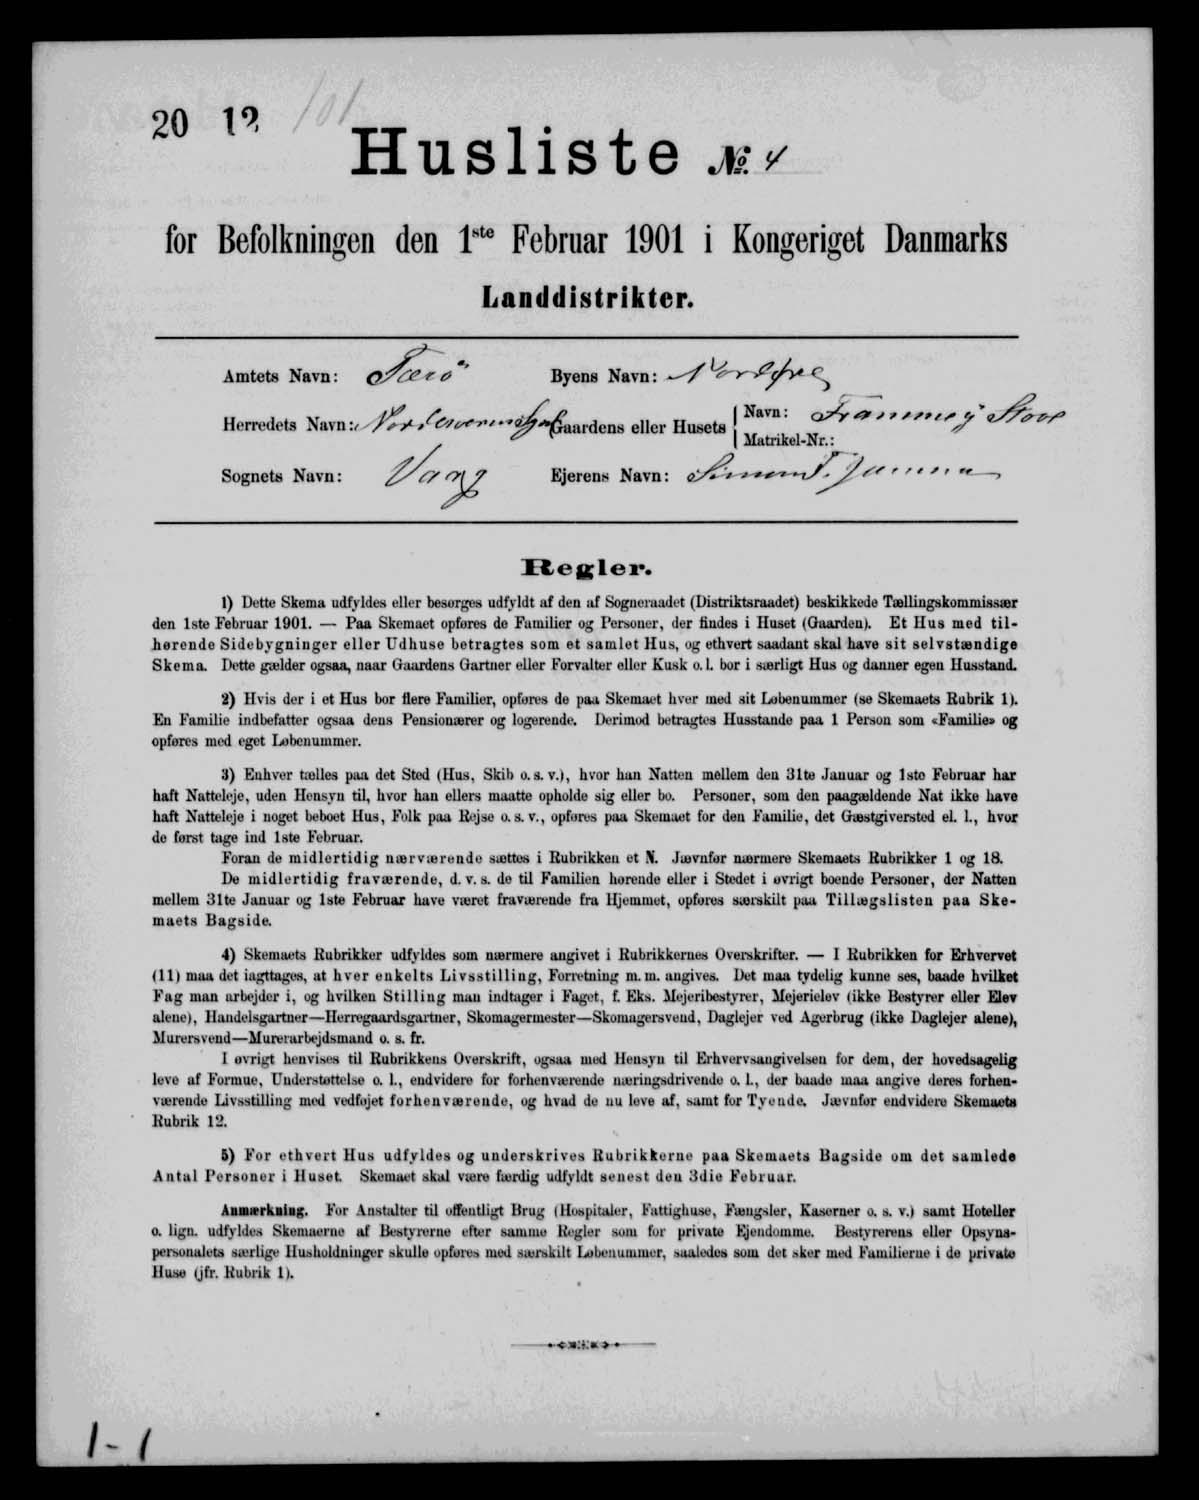 20 12 101
Husliste № 4
for Befolkningen den 1ste Februar 1901 i Kongeriget Danmarks
Landdistrikter.
Amtets Navn: Færö Byens Navn: Nordøre
Herredets Navn: Gaardens eller Husets Navn: Frammi ÿ Stove
Matrikel-Nr.:
Sognets Navn: Vaag Ejerens Navn: Simon F.
Regler.
1) Dette Skema udfyldes eller besørges udfyldt af den af Sogneraadet (Distriktsraadet) beskikkede Tællingskommissær
den 1ste Februar 1901. — Paa Skemaet opføres de Familier og Personer, der findes i Huset (Gaarden). Et Hus med til-
hørende Sidebygninger eller Udhuse betragtes som et samlet Hus, og ethvert saadant skal have sit selvstændige
Skema. Dette gælder ogsaa, naar Gaardens Gartner eller Forvalter eller Kusk o. l. bor i særligt Hus og danner egen Husstand.
2) Hvis der i et Hus bor flere Familier, opføres de paa Skemaet hver med sit Løbenummer (se Skemaets Rubrik 1).
En Familie indbefatter ogsaa dens Pensionærer og logerende. Derimod betragtes Husstande paa 1 Person som «Familie» og
opføres med eget Løbenummer.
3) Enhver tælles paa det Sted (Hus, Skib o. s. v.), hvor han Natten mellem den 31te Januar og 1ste Februar har
haft Natteleje, uden Hensyn til, hvor han ellers maatte opholde sig eller bo. Personer, som den paagældende Nat ikke have
haft Natteleje i noget beboet Hus, Folk paa Rejse o. s. v., opføres paa Skemaet for den Familie, det Gæstgiversted el. l., hvor
de først tage ind 1ste Februar.
Foran de midlertidig nærværende sættes i Rubrikken et N. Jævnfør nærmere Skemaets Rubrikker 1 og 18.
De midlertidig fraværende, d. v. s. de til Familien hørende eller i Stedet i øvrigt boende Personer, der Natten
mellem 31te Januar og 1ste Februar have været fraværende fra Hjemmet, opføres særskilt paa Tillægslisten paa Ske-
maets Bagside.
4) Skemaets Rubrikker udfyldes som nærmere angivet i Rubrikkernes Overskrifter. — I Rubrikken for Erhvervet
(11) maa det iagttages, at hver enkelts Livsstilling, Forretning m. m. angives. Det maa tydelig kunne ses, baade hvilket
Fag man arbejder i, og hvilken Stilling man indtager i Faget, f. Eks. Mejeribestyrer, Mejerielev (ikke Bestyrer eller Elev
alene), Handelsgartner—Herregaardsgartner, Skomagermester—Skomagersvend, Daglejer ved Agerbrug (ikke Daglejer alene),
Murersvend—Murerarbejdsmand o. s. fr.
I øvrigt henvises til Rubrikkens Overskrift, ogsaa med Hensyn til Erhvervsangivelsen for dem, der hovedsagelig
leve af Formue, Understøttelse o. l., endvidere for forhenværende næringsdrivende o. l., der baade maa angive deres forhen-
værende Livsstilling med vedføjet forhenværende, og hvad de nu leve af, samt for Tyende. Jævnfør endvidere Skemaets
Rubrik 12.
5) For ethvert Hus udfyldes og underskrives Rubrikkerne paa Skemaets Bagside om det samlede
Antal Personer i Huset. Skemaet skal være færdig udfyldt senest den 3die Februar.
Anmærkning. For Anstalter til offentligt Brug (Hospitaler, Fattighuse, Fængsler, Kaserner o. s. v.) samt Hoteller
o. lign. udfyldes Skemaerne af Bestyrerne efter samme Regler som for private Ejendomme. Bestyrerens eller Opsyns-
personalets særlige Husholdninger skulle opføres med særskilt Løbenummer, saaledes som det sker med Familierne i de private
Huse (jfr. Rubrik 1).
1-1